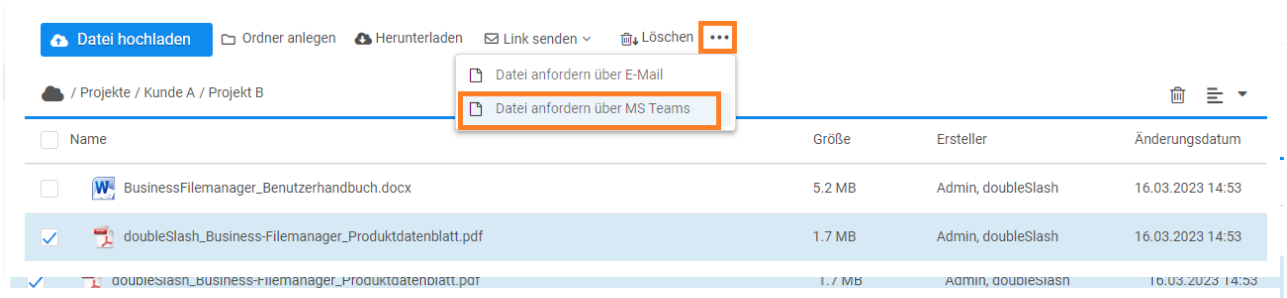 Datei hochladen Ordner anlegen Herunterladen Link senden Löschen
Datei anfordern über E-Mail
/ Projekte / Kunde A / Projekt B
Datei anfordern über MS Teams
Name Größe Ersteller Änderungsdatum
BusinessFilemanager_Benutzerhandbuch.docx 5.2 MB Admin, doubleSlash 16.03.2023 14:53
doubleSlash_Business-Filemanager_Produktdatenblatt.pdf 1.7 MB Admin, doubleSlash 16.03.2023 14:53
doubleSlash_Business-Filemanager_Produktdatenblatt.pdf 1.7 MB Admin, doubleSlash 16.03.2023 14:53